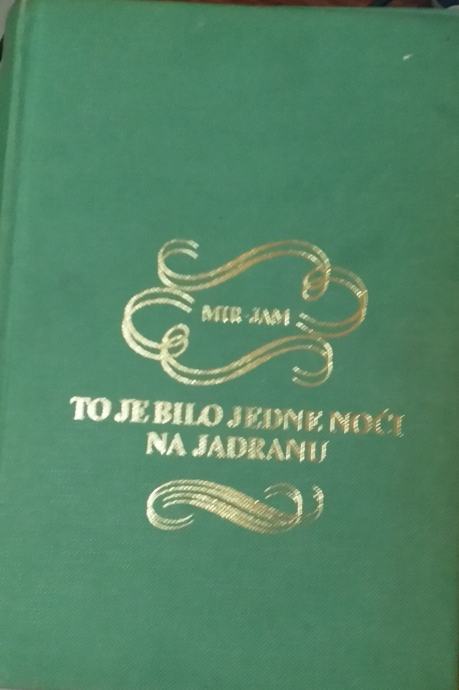 MIR-JAM
TO JE BILO JEDNE NOĆI
NA JADRANU